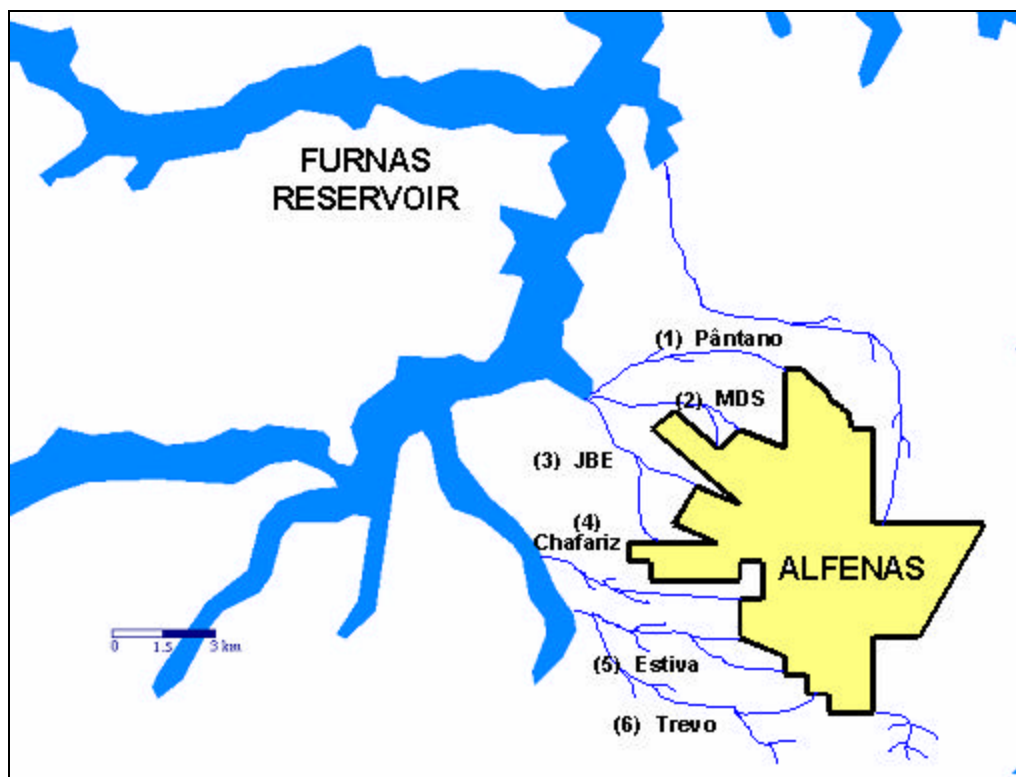 FURNAS
RESERVOIR
(1) Pântano
(2) MDS
(3) JBE
(4)
Chafariz
ALFENAS
0 1.5 3 km
(5) Estiva
(6) Trevo